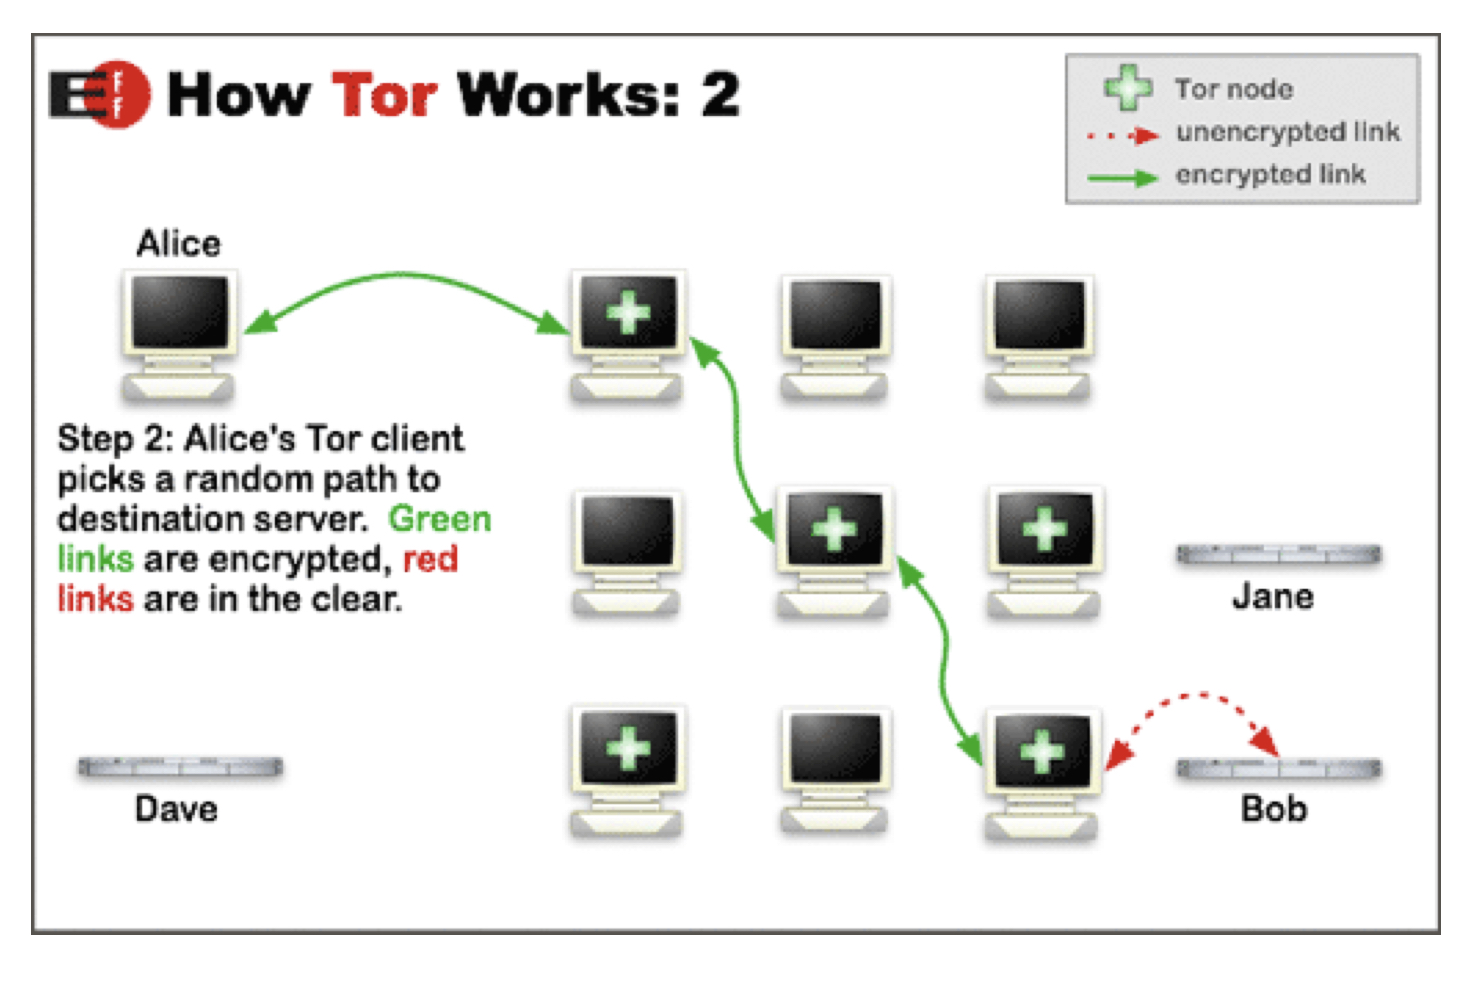 EFF How Tor Works: 2
Tor node
unencrypted link
encrypted link
Alice
Step 2: Alice's Tor client
picks a random path to
destination server. Green
links are encrypted, red
links are in the clear.
Jane
Dave
Bob